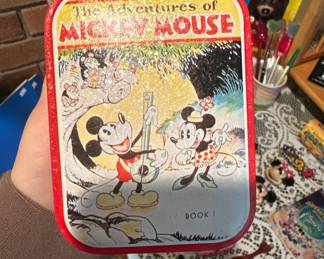 The Adventures of
MICKEY MOUSE
BOOK I